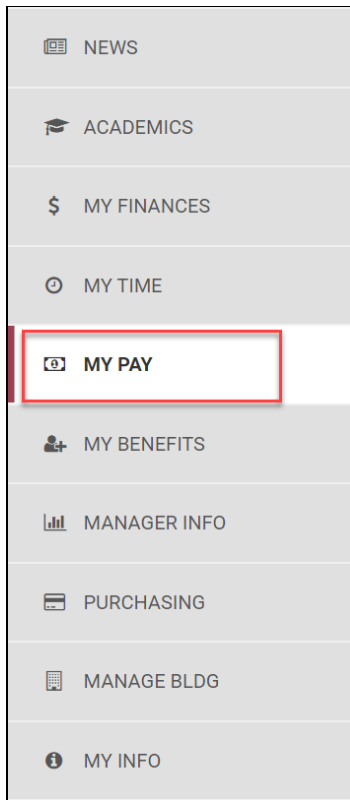 NEWS
ACADEMICS
$ MY FINANCES
MY TIME
MY PAY
MY BENEFITS
MANAGER INFO
PURCHASING
MANAGE BLDG
MY INFO